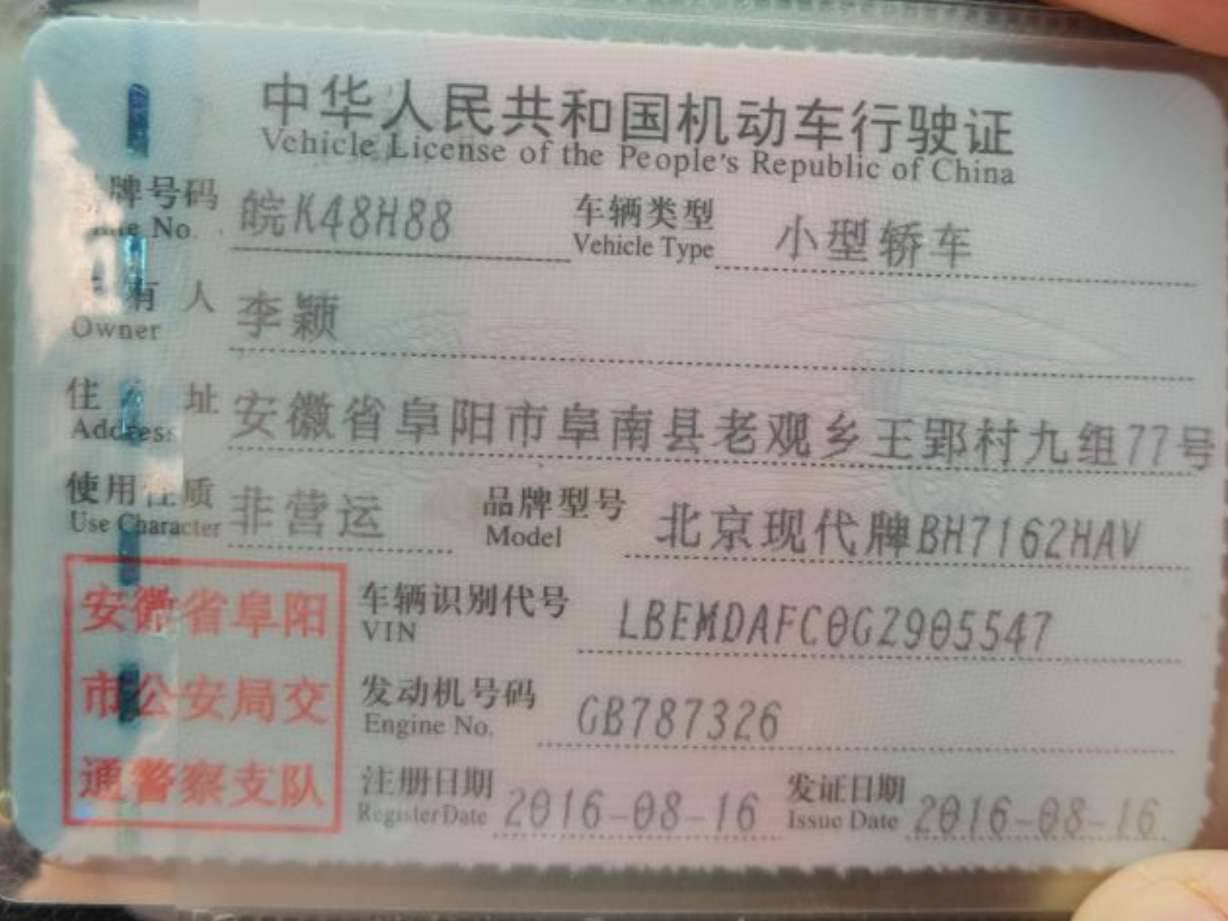 中华人民共和国机动车行驶证
Vehicle License of the People's Republic of China
牌号码 皖K48H88 车辆类型 小型轿车
No. Vehicle Type
有 人 李颖
Owner
住 址 安徽省阜阳市阜南县老观乡王郢村九组77号
Address
使用性质 非营运 品牌型号 北京现代牌BH7162HAV
Use Character Model
车辆识别代号 LBEMDAFC0GZ905547
VIN
发动机号码 GB787326
Engine No.
注册日期 2016-08-16 发证日期 2016-08-16
Register Date Issue Date
安徽省阜阳
市公安局交
通警察支队